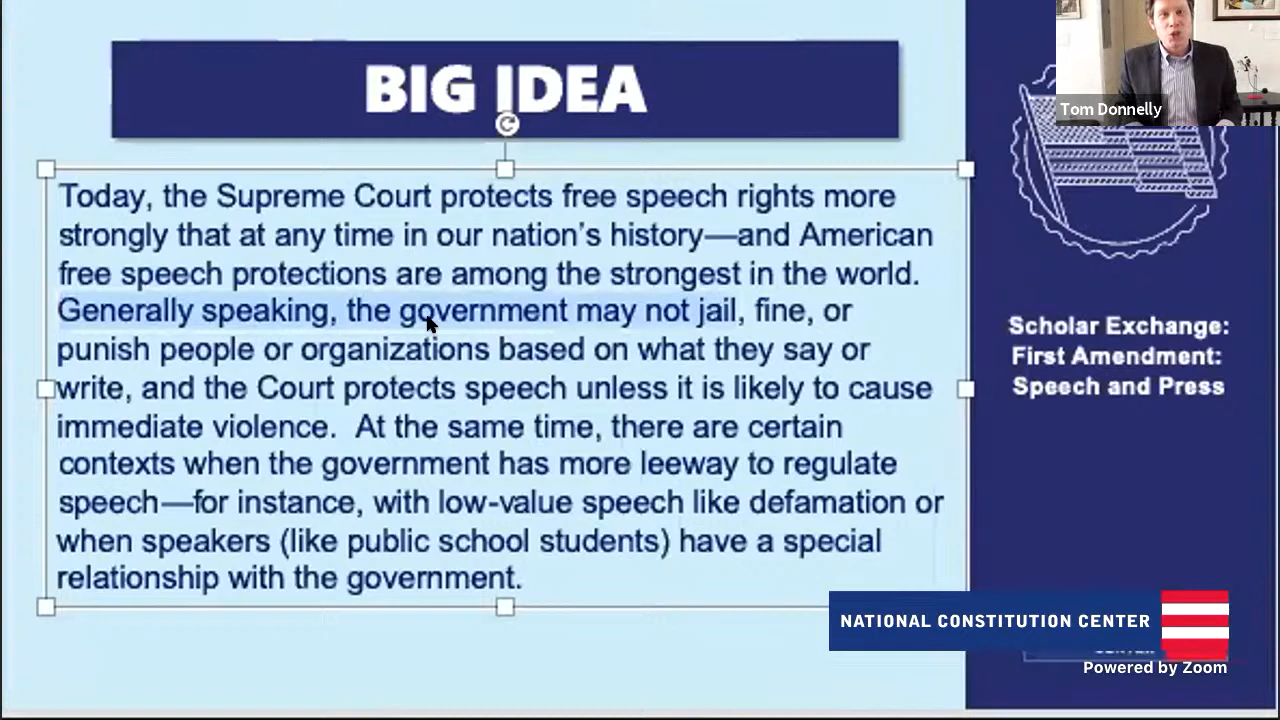 BIG IDEA
Tom Donnelly
Today, the Supreme Court protects free speech rights more
strongly that at any time in our nation's history—and American
free speech protections are among the strongest in the world.
Generally speaking, the government may not jail, fine, or
punish people or organizations based on what they say or
write, and the Court protects speech unless it is likely to cause
immediate violence.  At the same time, there are certain
contexts when the government has more leeway to regulate
speech—for instance, with low-value speech like defamation or
when speakers (like public school students) have a special
relationship with the government.
Scholar Exchange:
First Amendment:
Speech and Press
NATIONAL CONSTITUTION CENTER
Powered by Zoom